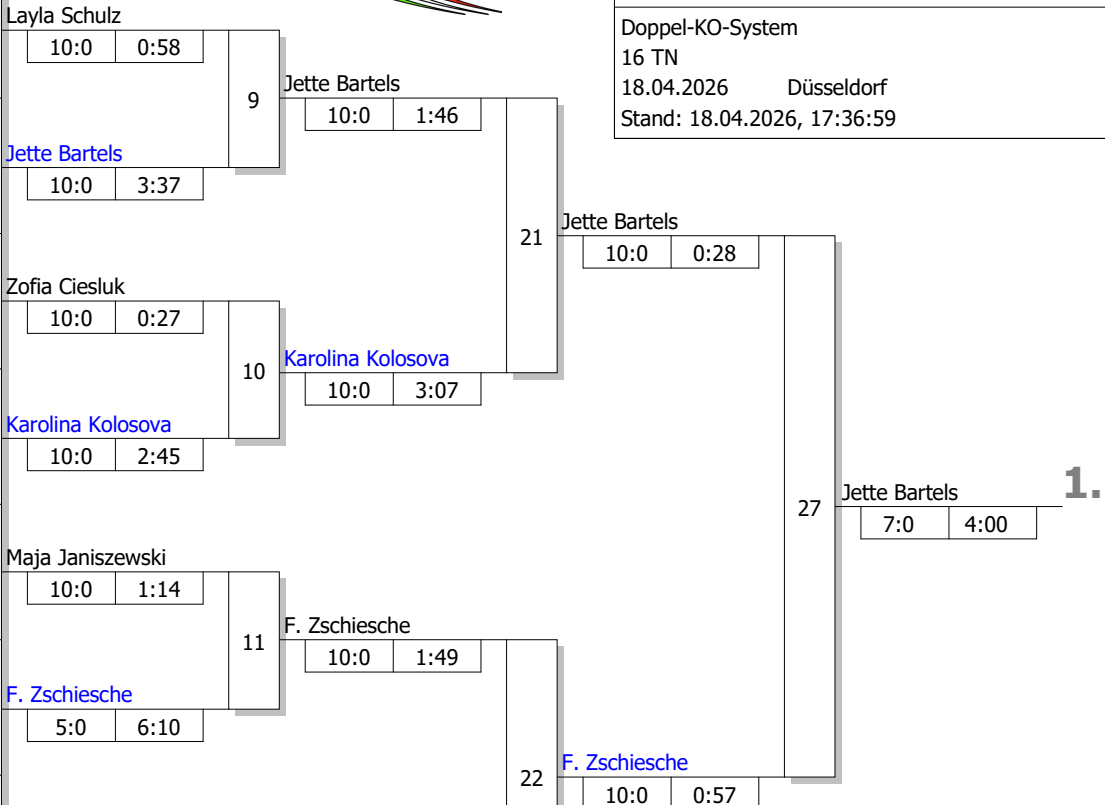 Layla Schulz
10:0 0:58
9
Jette Bartels
10:0 1:46
Jette Bartels
10:0 3:37
Doppel-KO-System
16 TN
18.04.2026 Düsseldorf
Stand: 18.04.2026, 17:36:59
21
Jette Bartels
10:0 0:28
Zofia Ciesluk
10:0 0:27
10
Karolina Kolosova
10:0 3:07
Karolina Kolosova
10:0 2:45
27
Jette Bartels
7:0 4:00
1.
Maja Janiszewski
10:0 1:14
11
F. Zschiesche
10:0 1:49
F. Zschiesche
5:0 6:10
22
F. Zschiesche
10:0 0:57